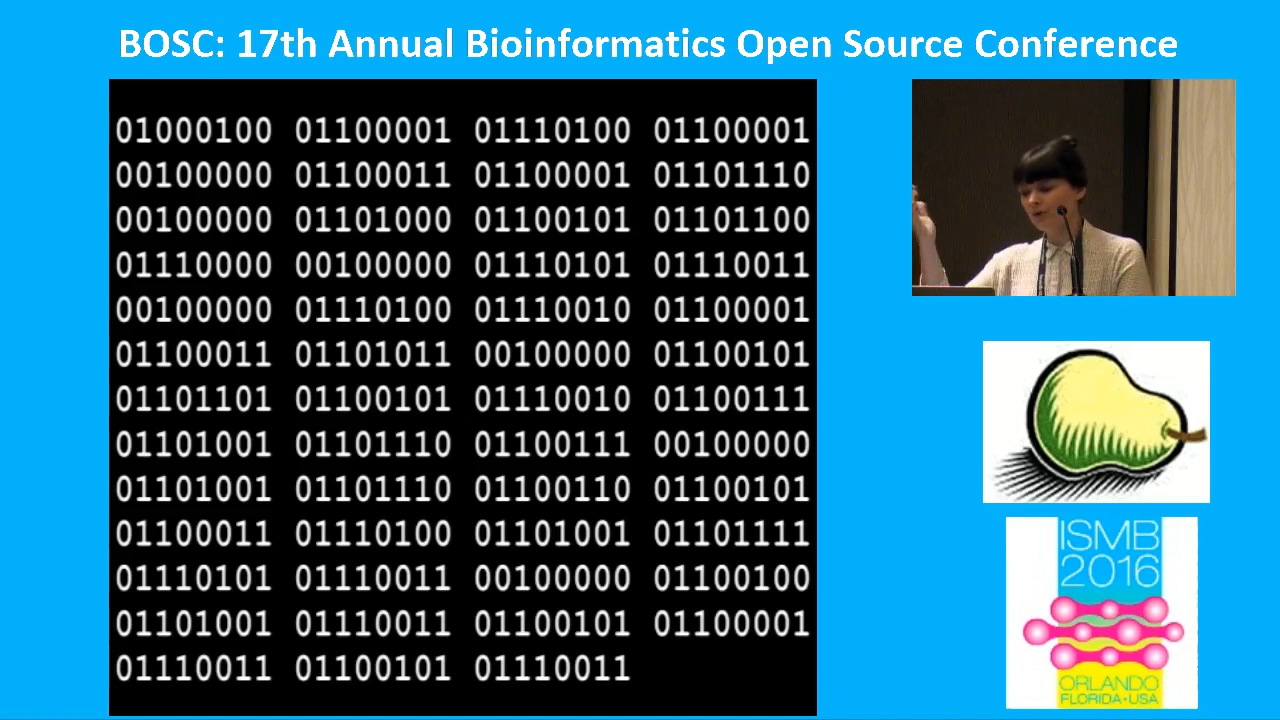 BOSC: 17th Annual Bioinformatics Open Source Conference
01000100 01100001 01110100 01100001
00100000 01100011 01100001 01101110
00100000 01101000 01100101 01101100
01110000 00100000 01110101 01110011
00100000 01110100 01110010 01100001
01100011 01101011 00100000 01100101
01101101 01100101 01110010 01100111
01101001 01101110 01100111 00100000
01101001 01101110 01100110 01100101
01100011 01110100 01101001 01101111
01110101 01110011 00100000 01100100
01101001 01110011 01100101 01100001
01110011 01100101 01110011
ISMB
2016
ORLANDO
FLORIDA•USA